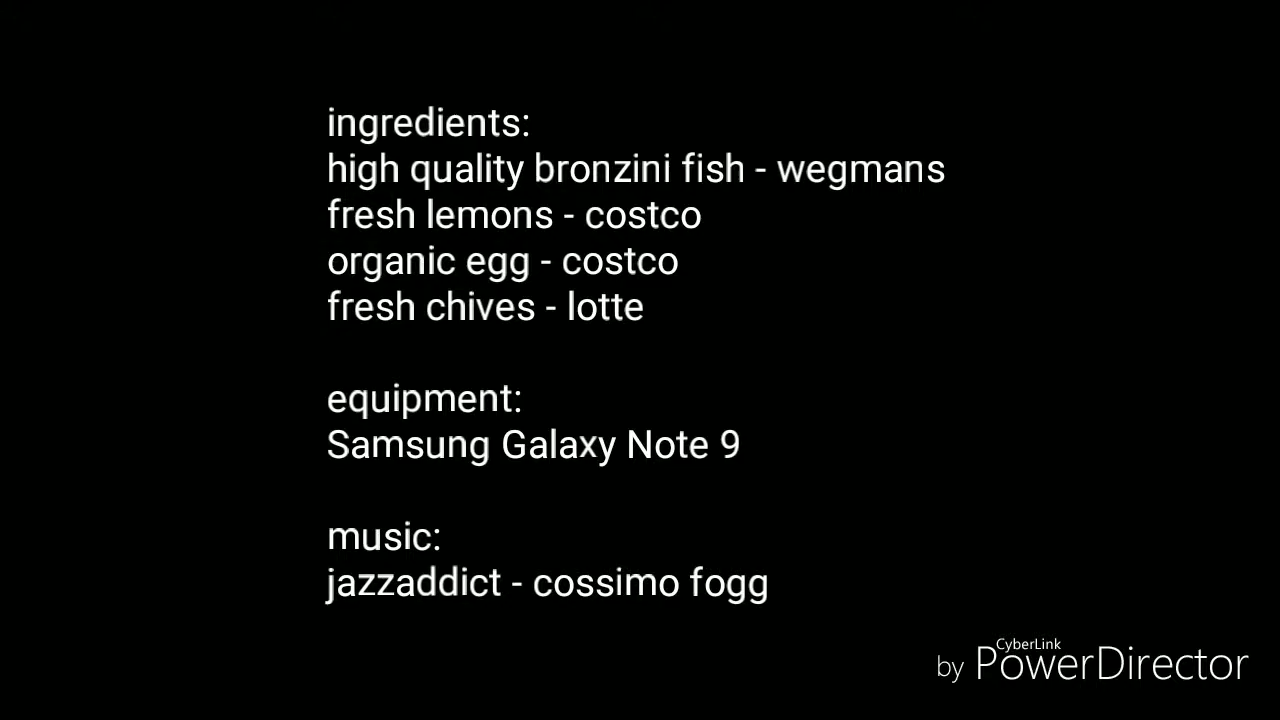 ingredients:
high quality bronzini fish - wegmans
fresh lemons - costco
organic egg - costco
fresh chives - lotte
equipment:
Samsung Galaxy Note 9
music:
jazzaddict - cossimo fogg
CyberLink
by PowerDirector